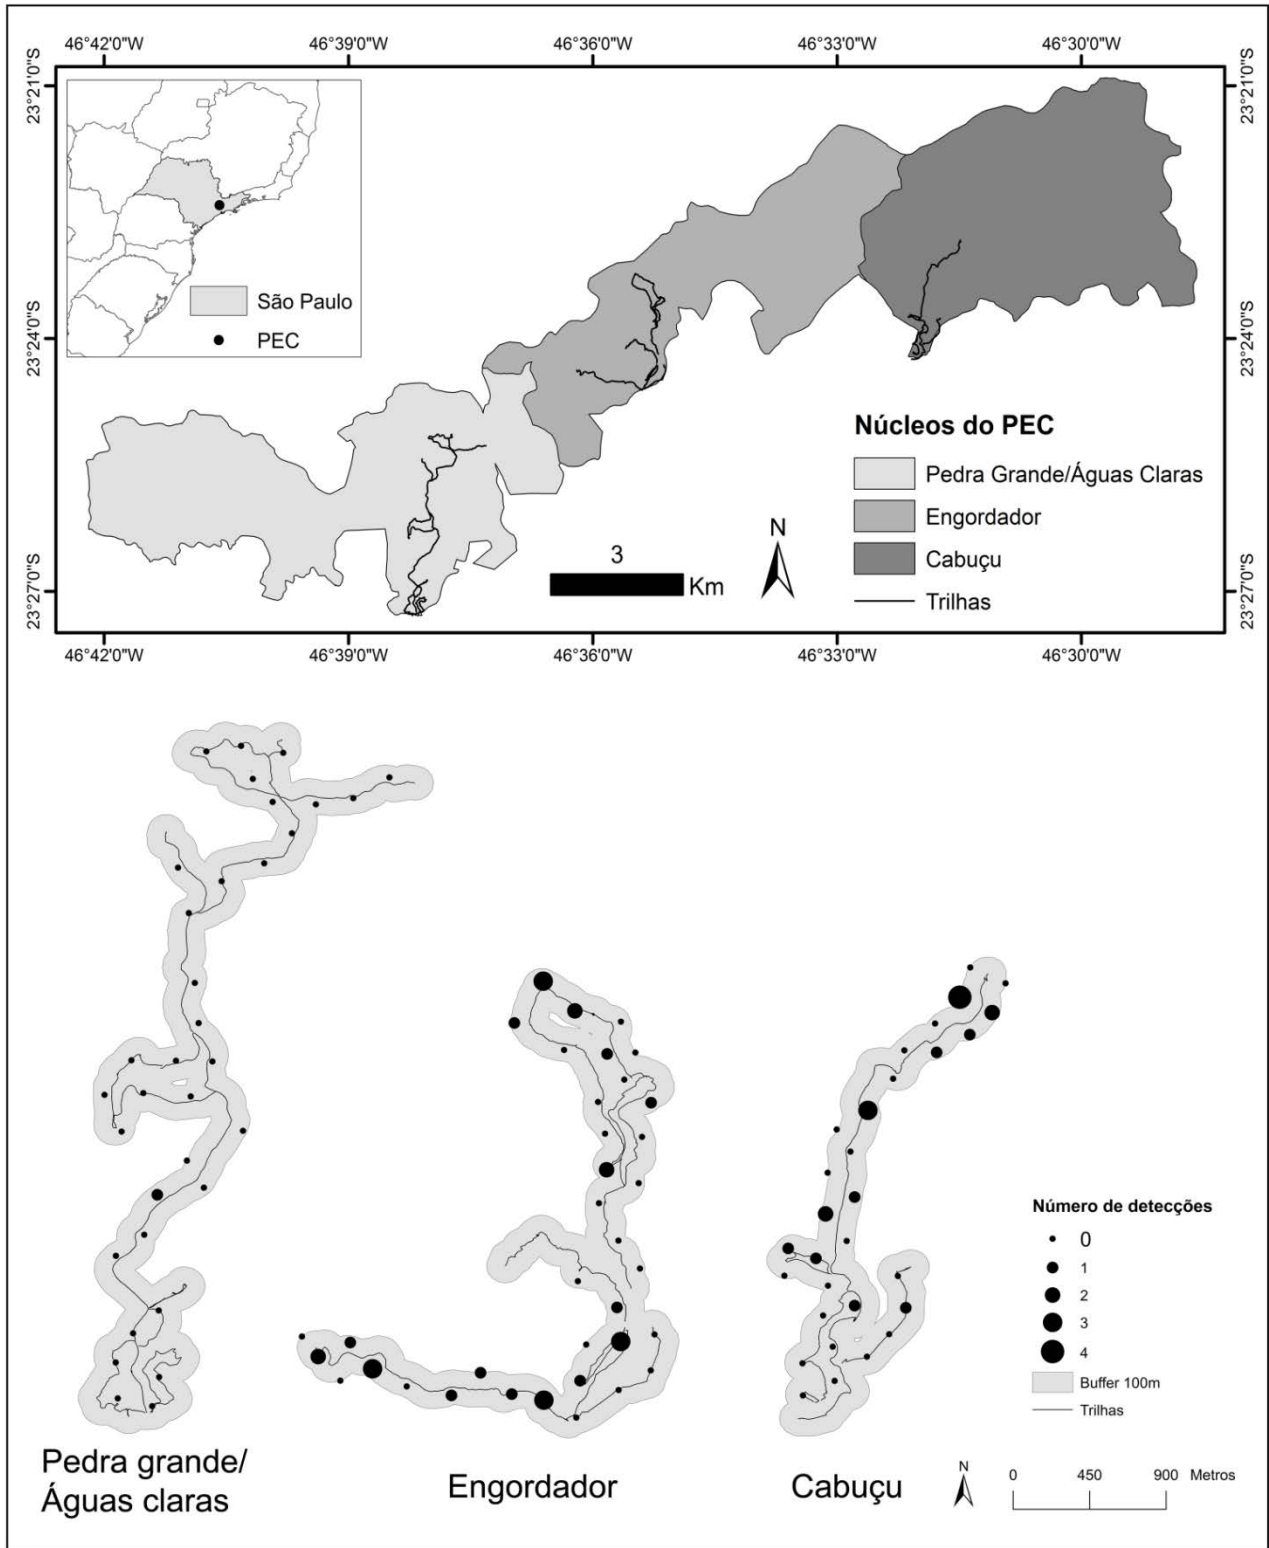 46°42'0"W
46°39'0"W
46°36'0"W
46°33'0"W
46°30'0"W
23°21'0"S
23°21'0"S
São Paulo
PEC
23°24'0"S
23°24'0"S
Núcleos do PEC
Pedra Grande/Águas Claras
Engordador
Cabuçu
Trilhas
N
3
Km
23°27'0"S
23°27'0"S
46°42'0"W
46°39'0"W
46°36'0"W
46°33'0"W
46°30'0"W
Número de detecções
0
1
2
3
4
Buffer 100m
Trilhas
Pedra grande/
Águas claras
Engordador
Cabuçu
N
0 450 900 Metros